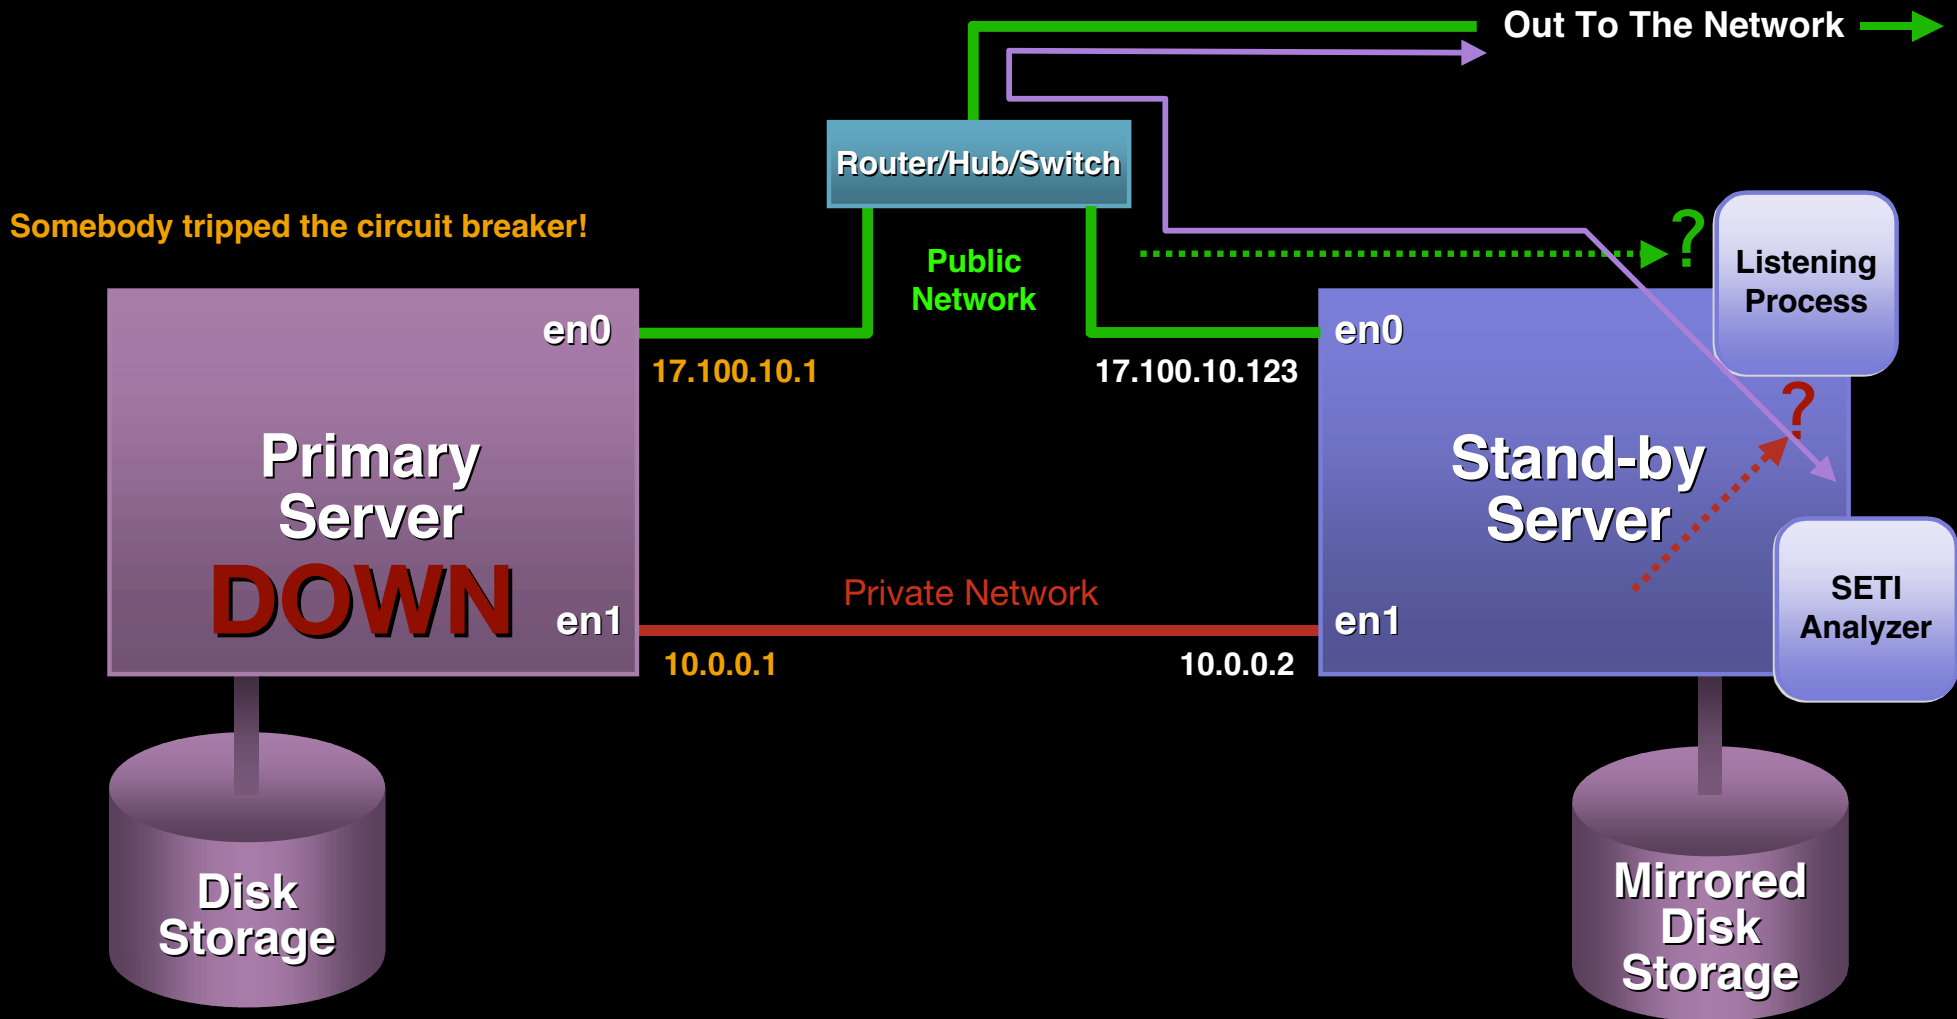 Out To The Network
Router/Hub/Switch
Somebody tripped the circuit breaker!
?
Public
Network
Listening
Process
en0
en0
17.100.10.1
17.100.10.123
?
Primary
Server
DOWN
Stand-by
Server
Private Network
SETI
Analyzer
en1
en1
10.0.0.1
10.0.0.2
Disk
Storage
Mirrored
Disk
Storage